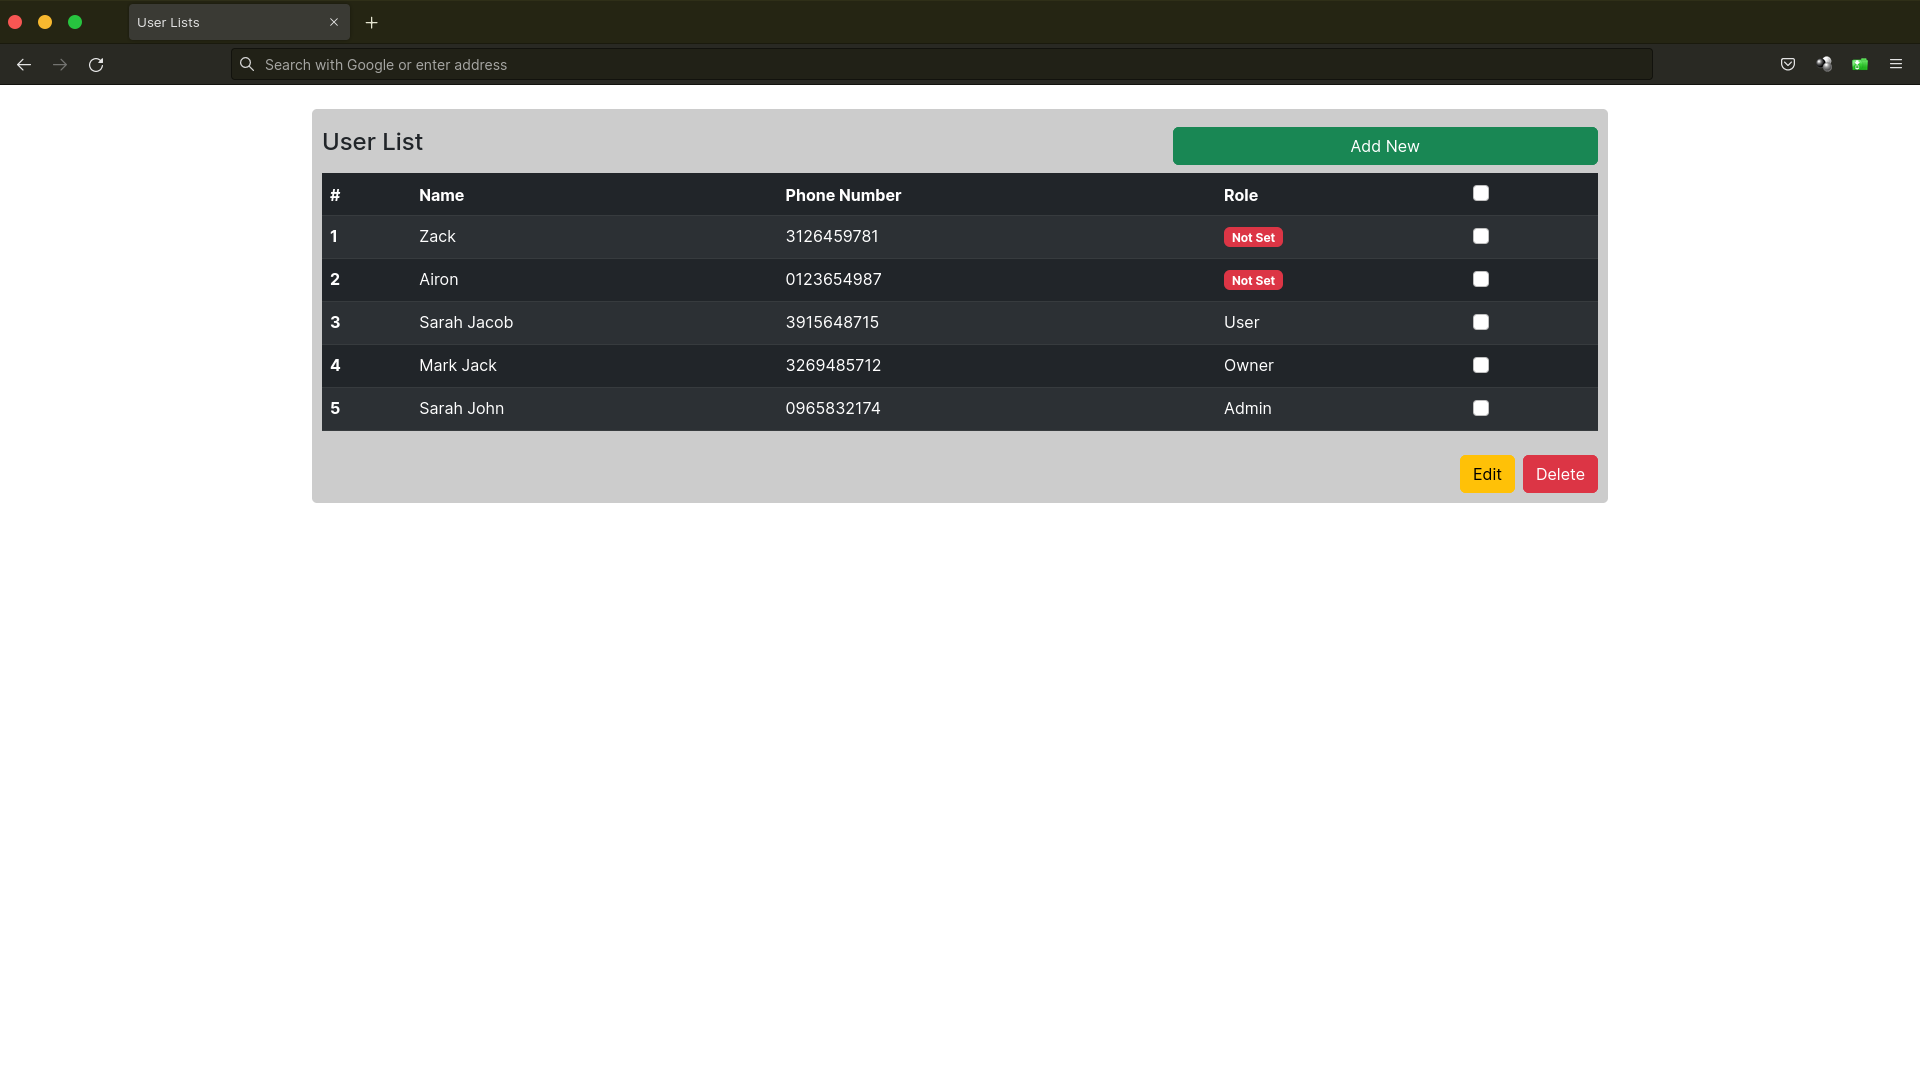 User Lists
Search with Google or enter address
User List
Add New
# Name Phone Number Role
1 Zack 3126459781 Not Set
2 Airon 0123654987 Not Set
3 Sarah Jacob 3915648715 User
4 Mark Jack 3269485712 Owner
5 Sarah John 0965832174 Admin
Edit Delete